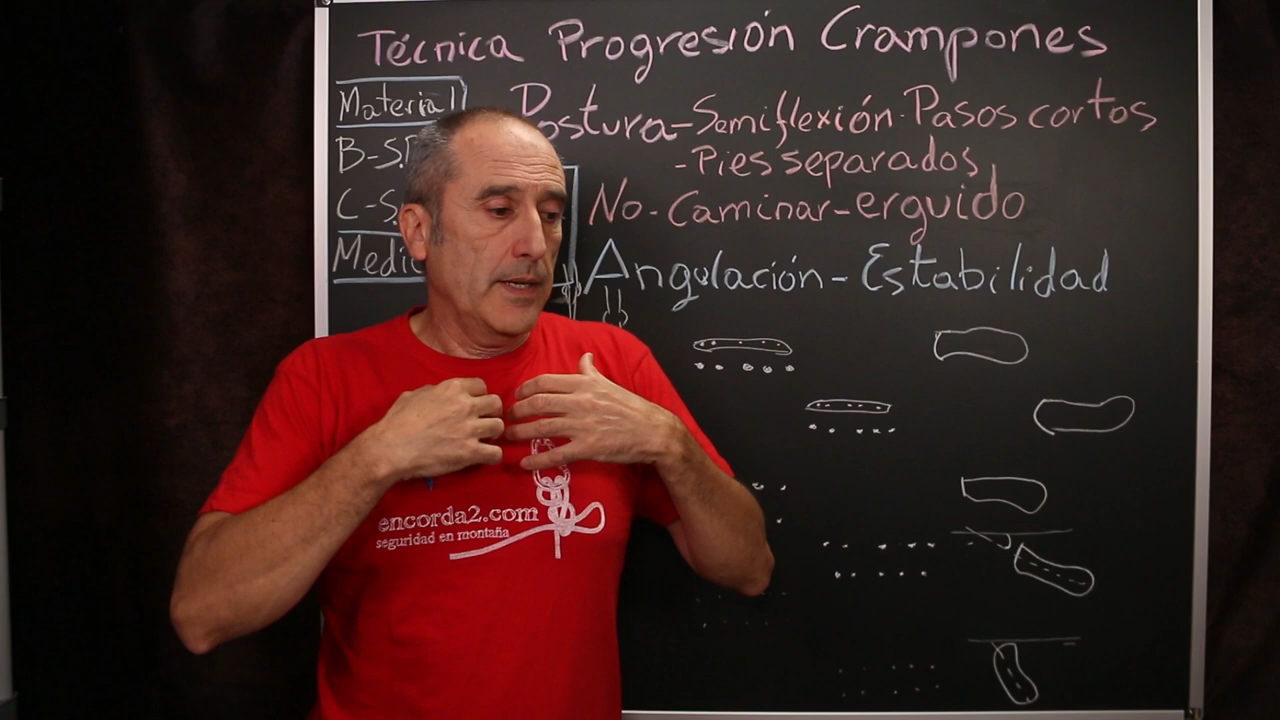 Técnica Progresión Crampones
Material
Postura-Semiflexión·Pasos cortos
B-S.
-Pies separados
C-S.
No-Caminar-erguido
Angulación-Estabilidad
encorda2.com
seguridad en montaña